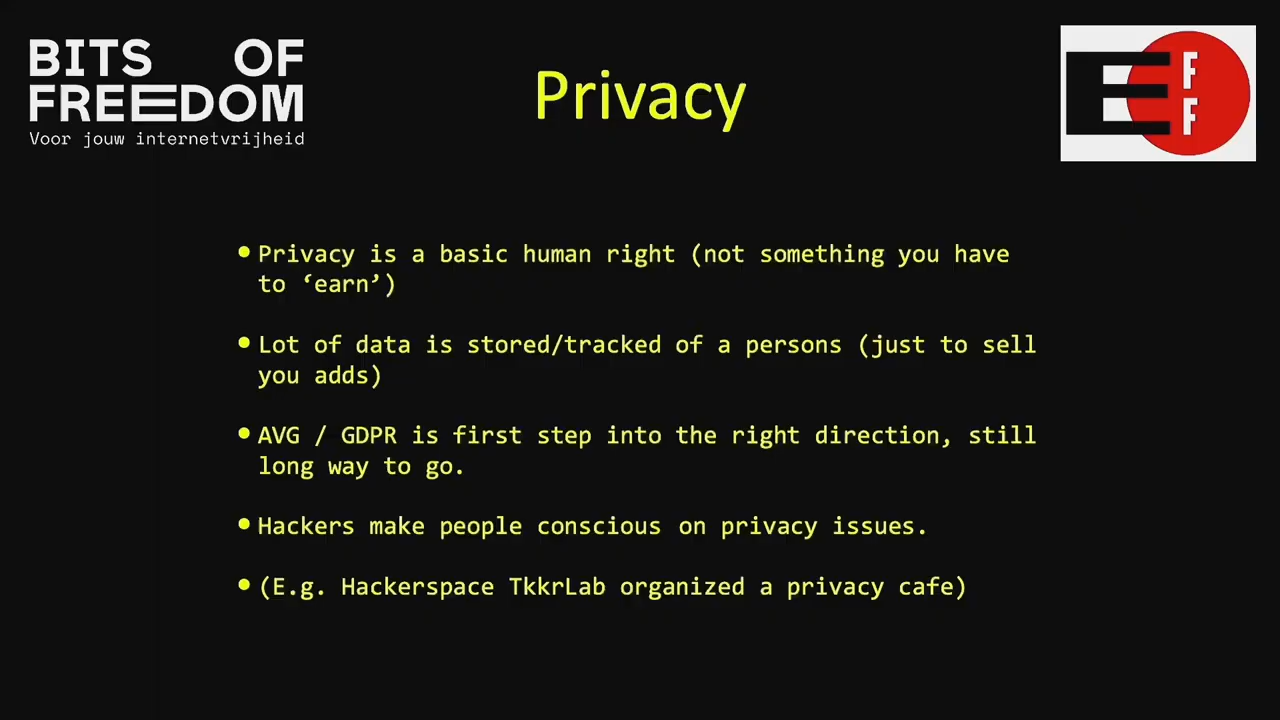 BITS OF
FREEDOM
Voor jouw internetvrijheid
Privacy
E
F
F
• Privacy is a basic human right (not something you have
to ‘earn’)
• Lot of data is stored/tracked of a persons (just to sell
you adds)
• AVG / GDPR is first step into the right direction, still
long way to go.
• Hackers make people conscious on privacy issues.
• (E.g. Hackerspace TkkrLab organized a privacy cafe)